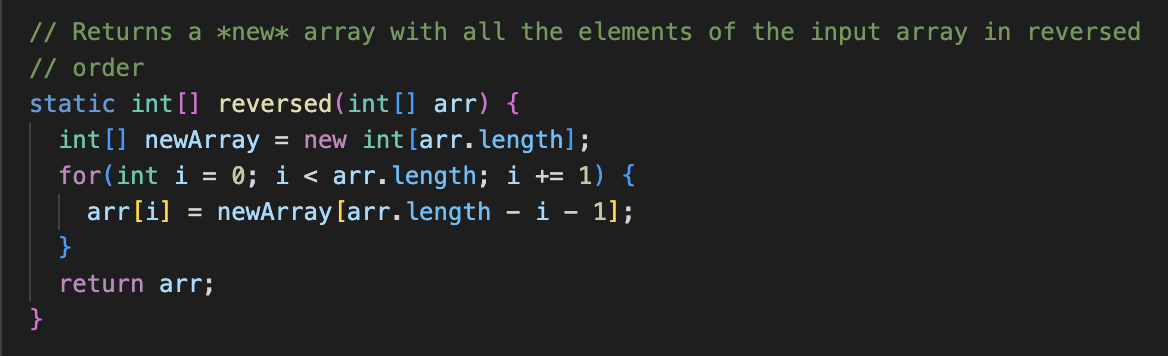 // Returns a *new* array with all the elements of the input array in reversed
// order
static int[] reversed(int[] arr) {
  int[] newArray = new int[arr.length];
  for(int i = 0; i < arr.length; i += 1) {
    arr[i] = newArray[arr.length - i - 1];
  }
  return arr;
}